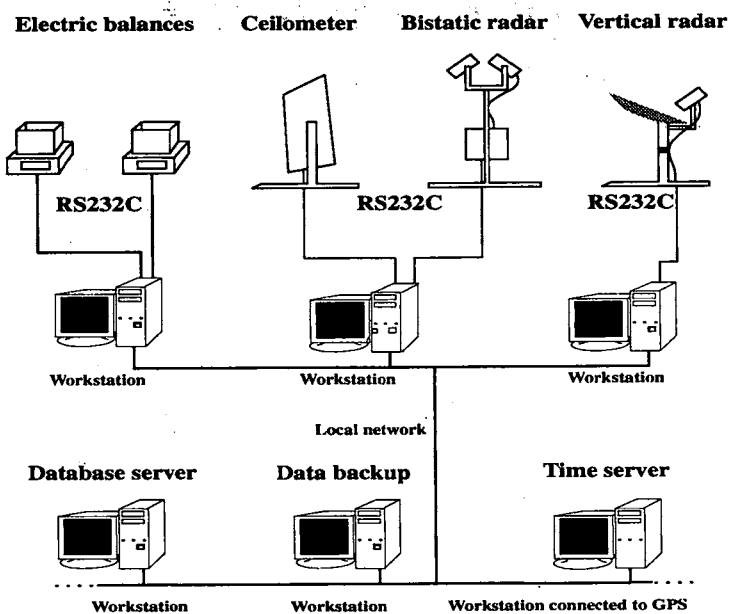 Electric balances Ceilometer Bistatic radar Vertical radar
RS232C RS232C RS232C
Workstation Workstation Workstation
Local network
Database server Data backup Time server
Workstation Workstation Workstation connected to GPS